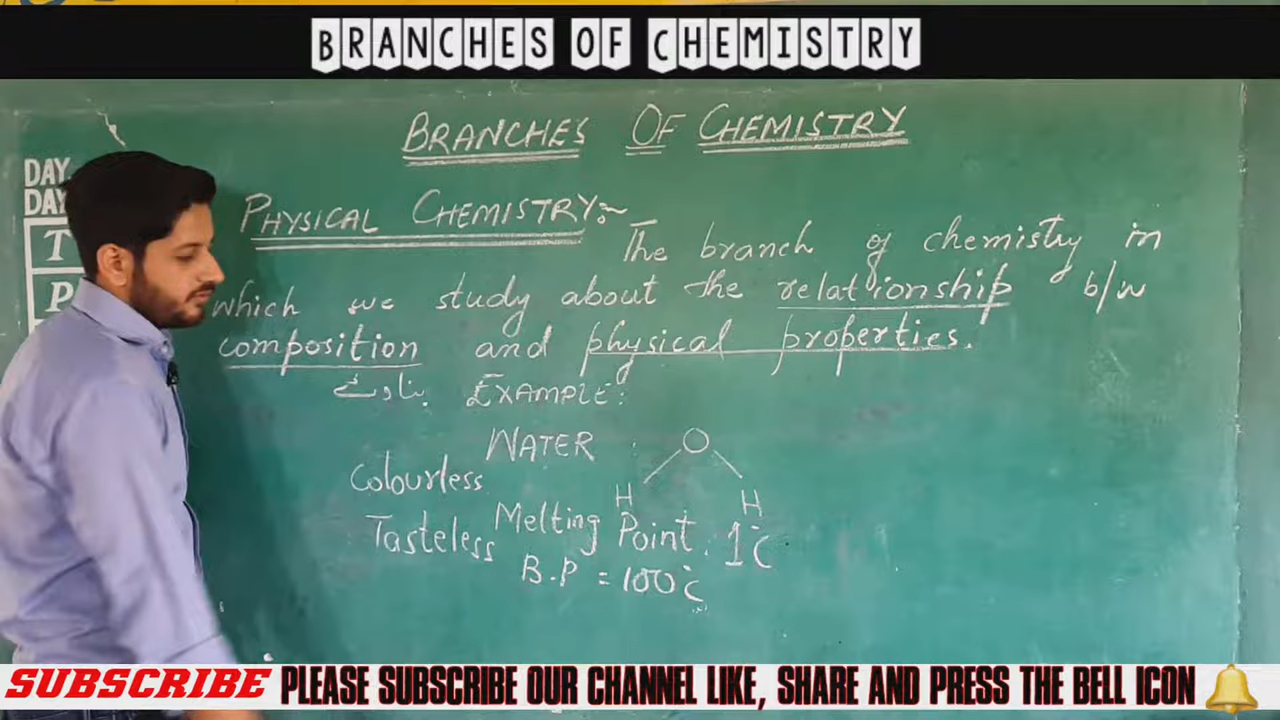 BRANCHES OF CHEMISTRY
BRANCHES OF CHEMISTRY
DAY
DAY
T
P
PHYSICAL CHEMISTRY:~
The branch of chemistry in
which we study about the relationship b/w
composition and physical properties.
بناوٹ EXAMPLE:
WATER : O
Colourless
H H
Tasteless Melting Point. 1°C
B.P = 100°C
SUBSCRIBE PLEASE SUBSCRIBE OUR CHANNEL LIKE, SHARE AND PRESS THE BELL ICON